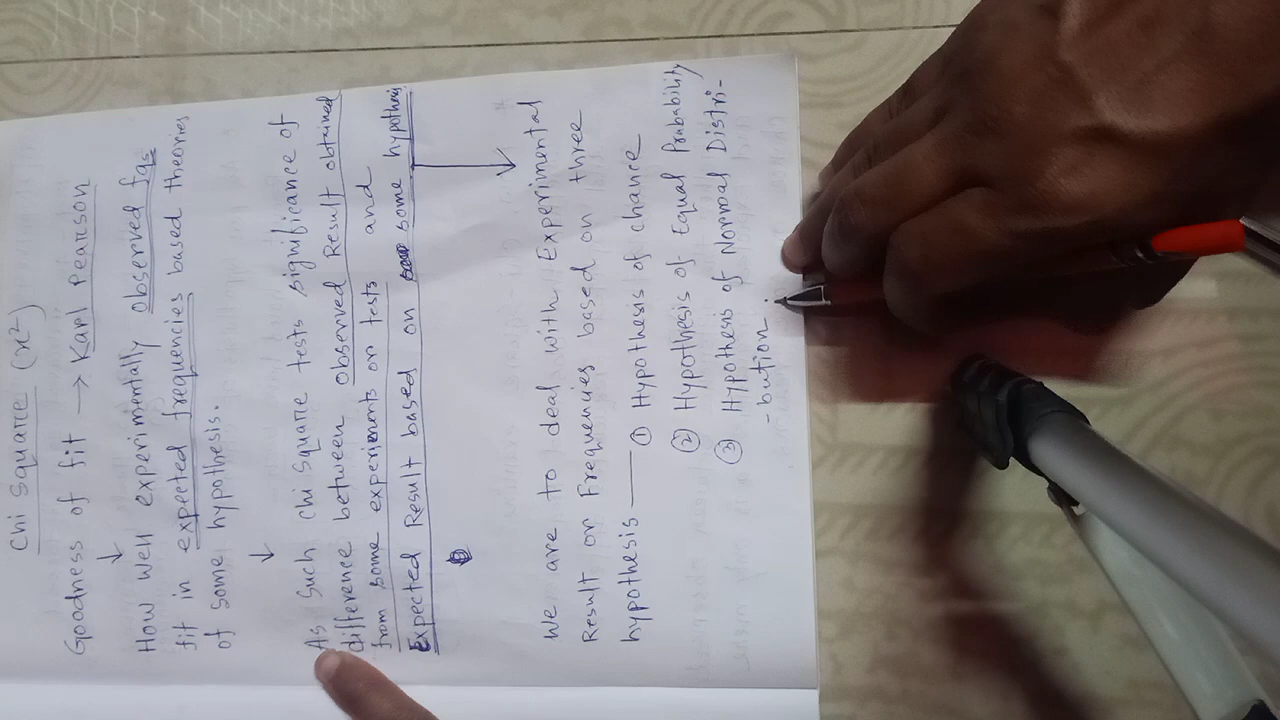 Chi Square (x²)
Goodness of fit → Karl Pearson
↓
How well experimentally observed fqs
fit in expected frequencies based theories
of some hypothesis.
↓
As Such Chi Square tests significance of
difference between observed Result obtained
from some experiments or tests and
Expected Result based on some hypothesis
We are to deal with Experimental
Result or Frequencies based on three
hypothesis — ① Hypothesis of chance
② Hypothesis of Equal Probability
③ Hypothesis of Normal Distri-
-bution.